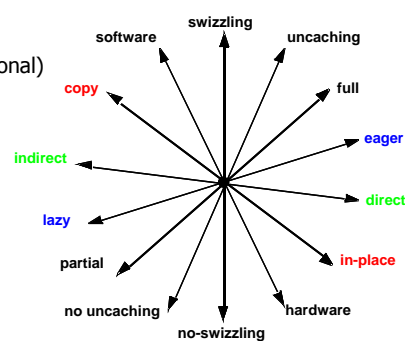 swizzling
software
uncaching
onal)
copy
full
eager
indirect
direct
lazy
partial
in-place
no uncaching
hardware
no-swizzling